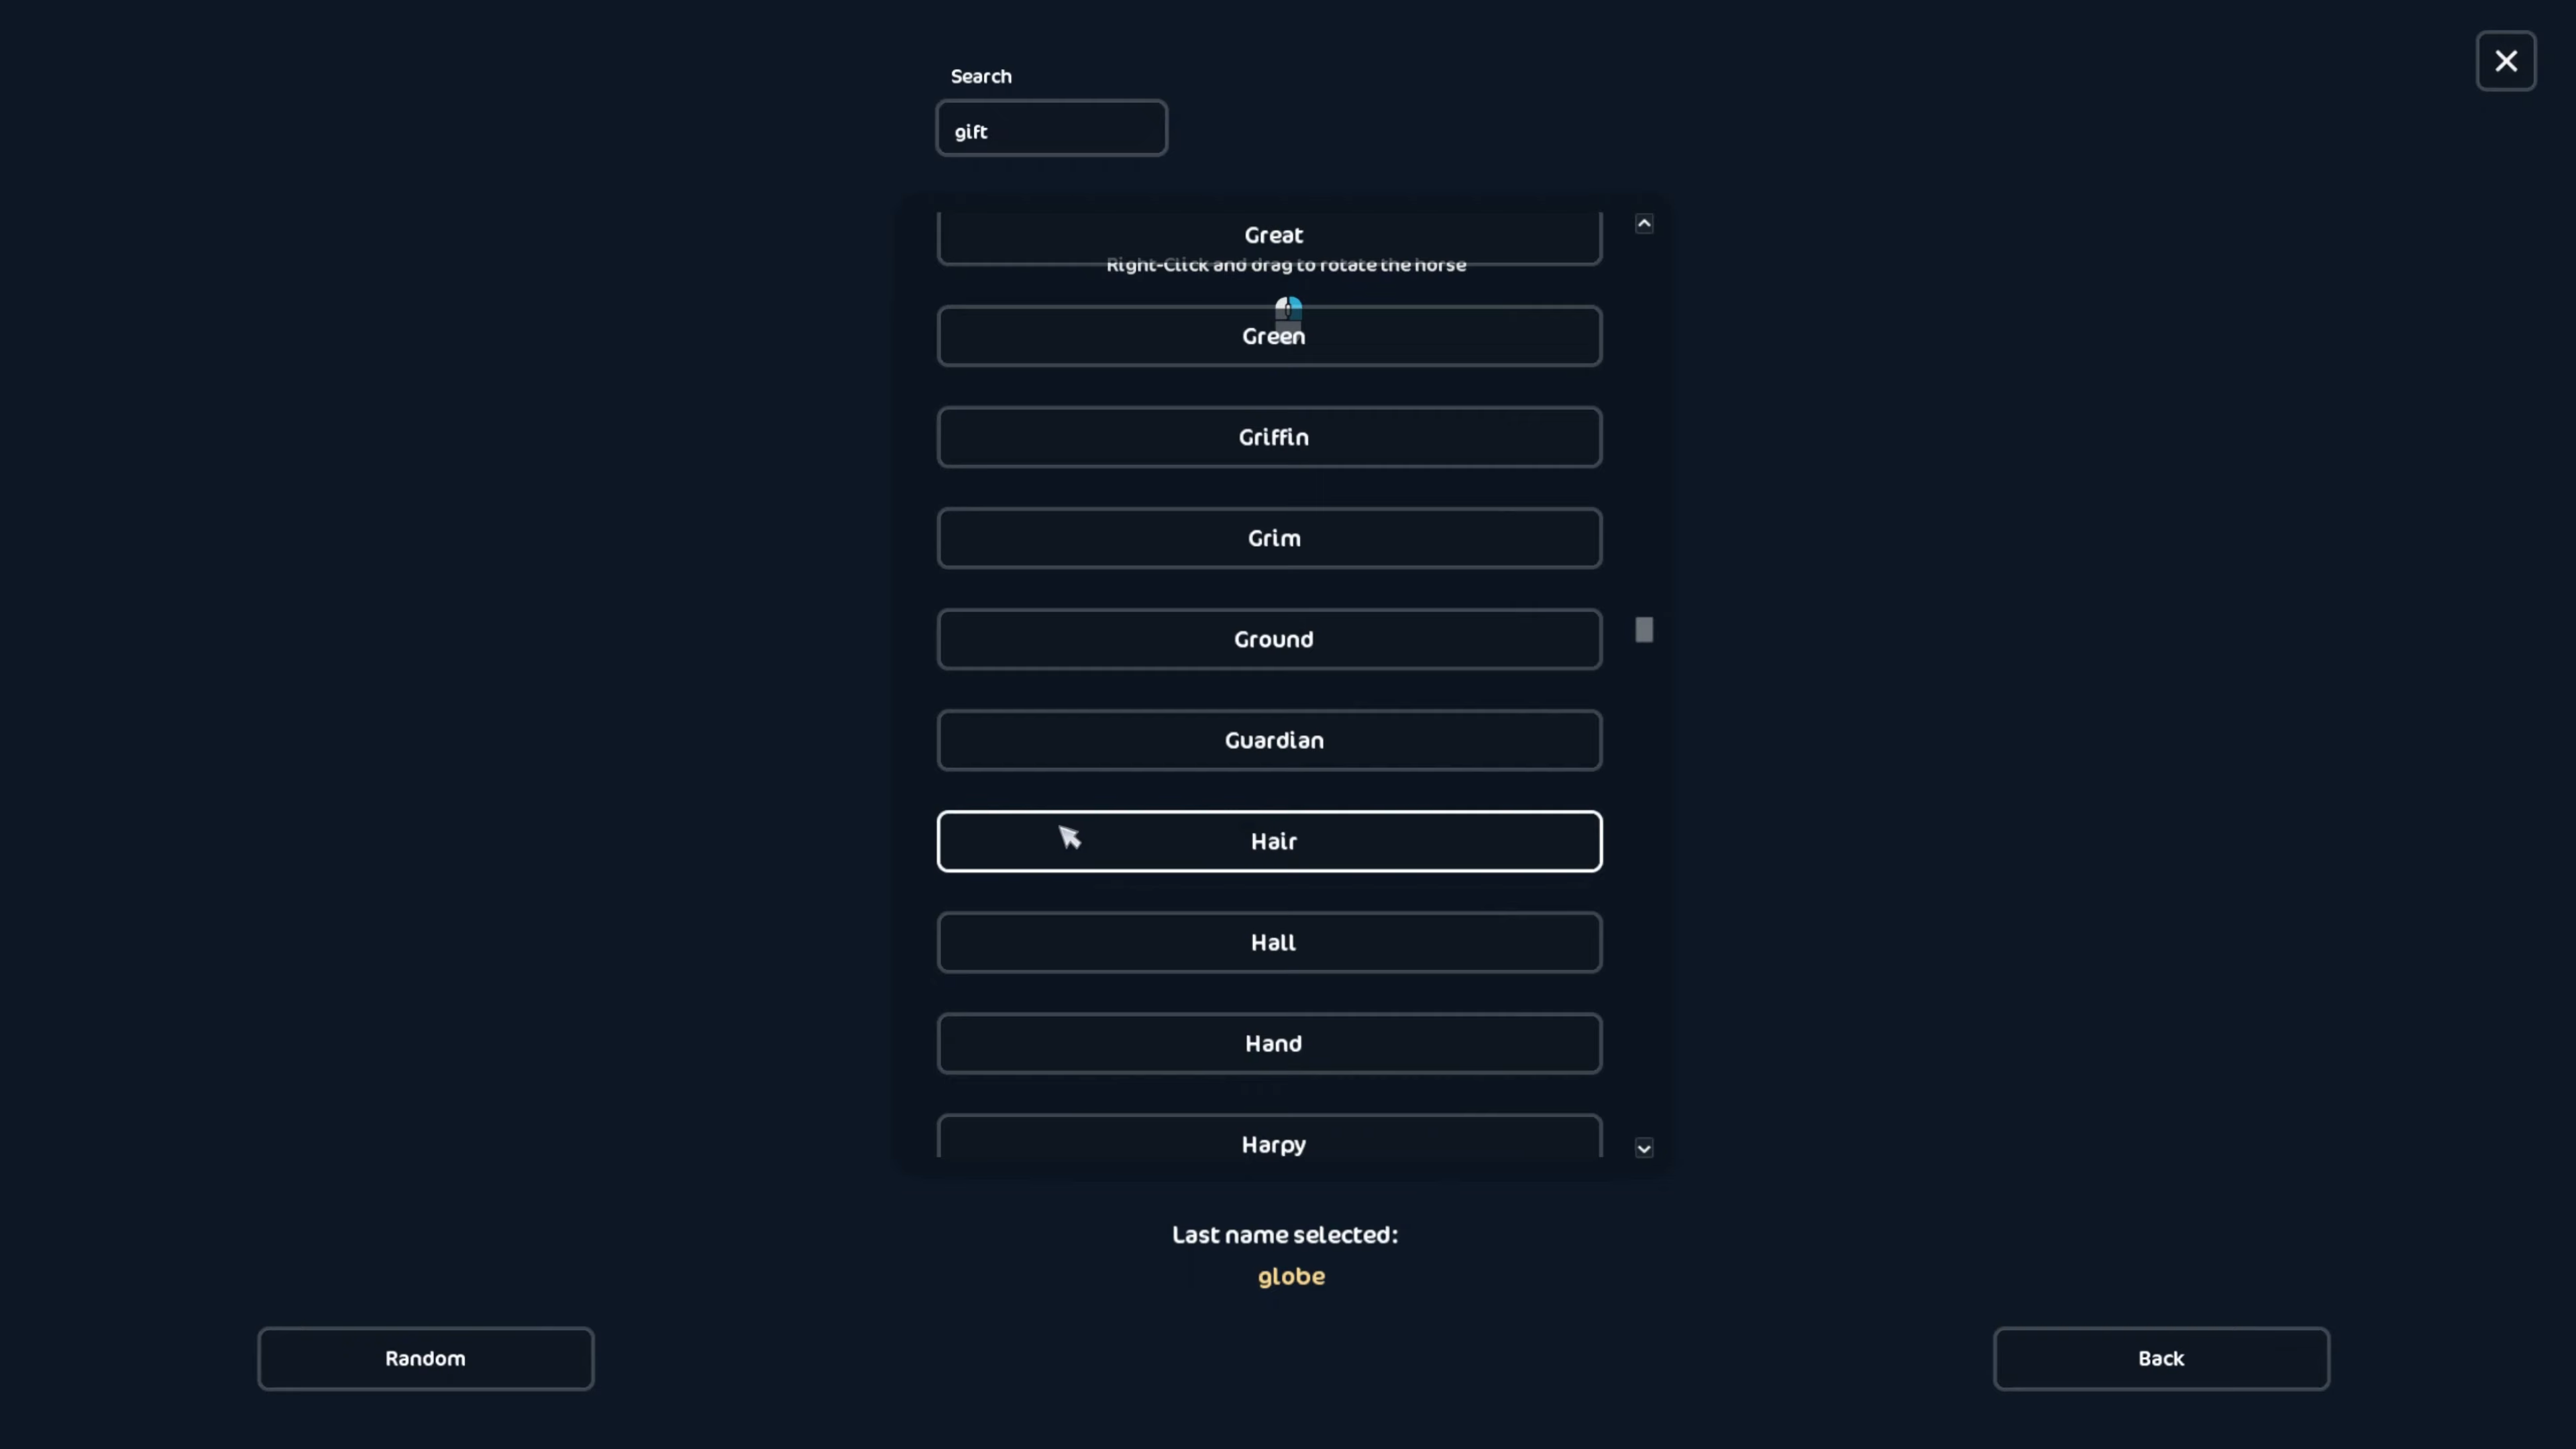 Search
gift
Great
Right-Click and drag to rotate the horse
Green
Griffin
Grim
Ground
Guardian
Hair
Hall
Hand
Harpy
Last name selected:
globe
Random
Back